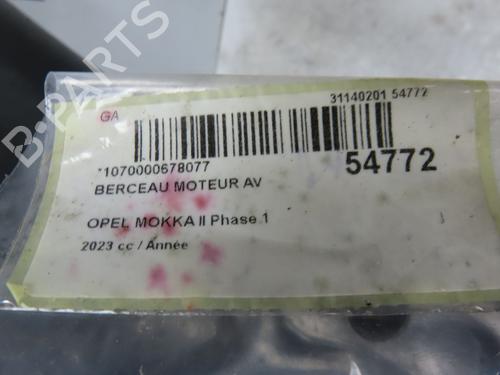 GA
31140201 54772
*1070000678077
54772
BERCEAU MOTEUR AV
OPEL MOKKA II Phase 1
2023 cc / Année
B-PARTS